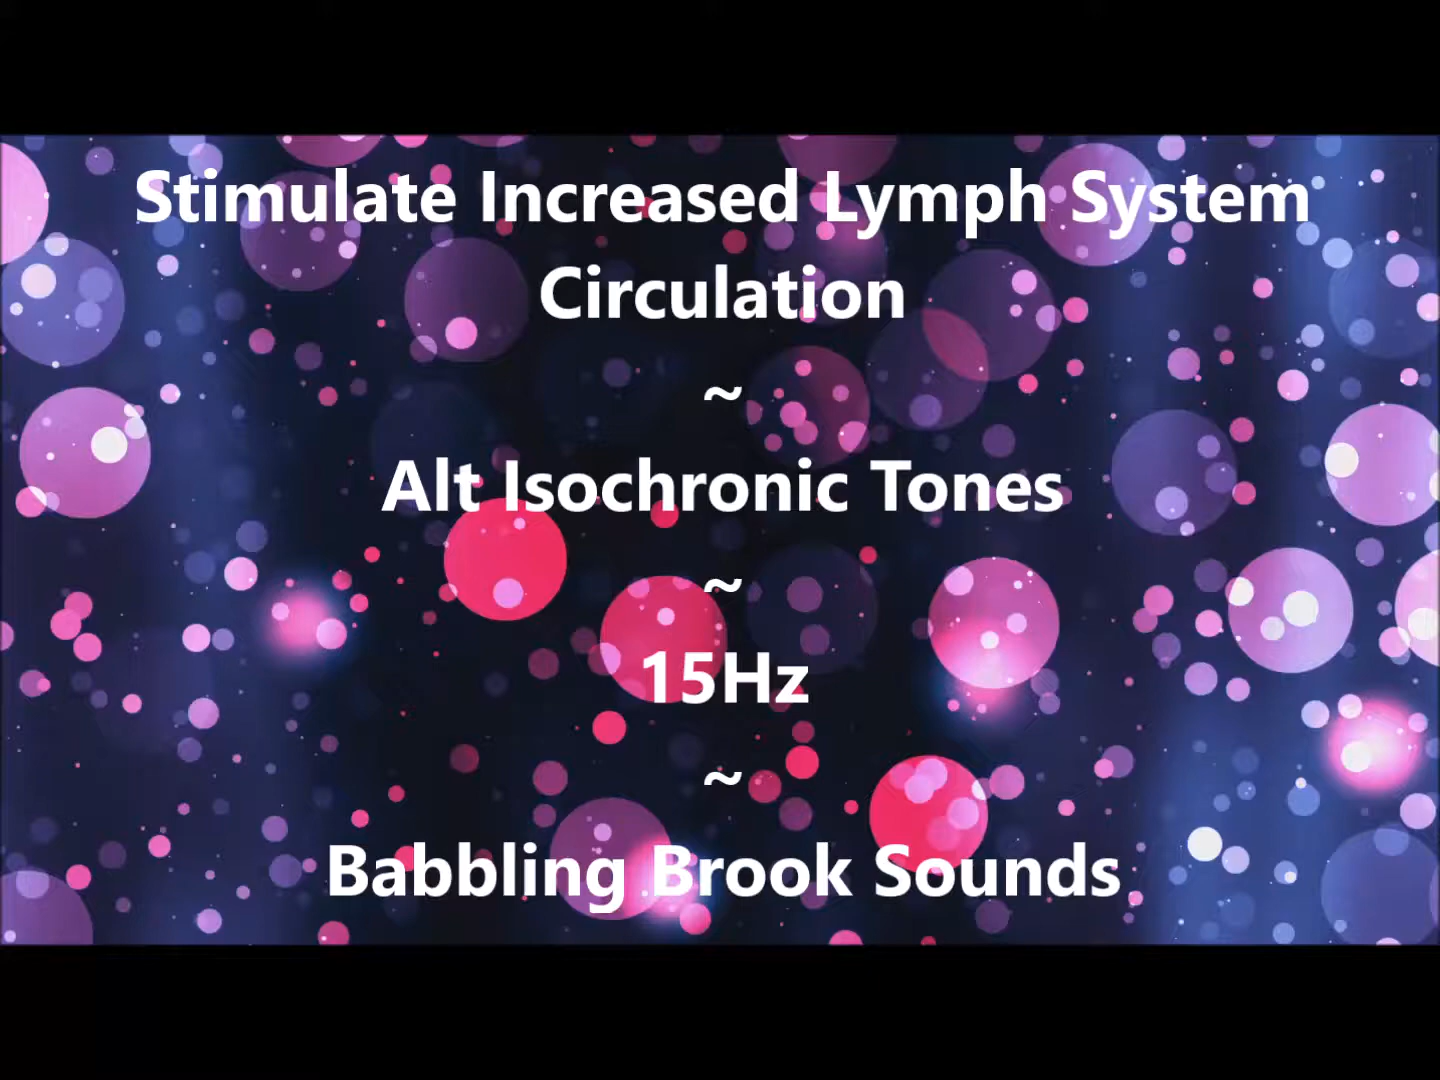 Stimulate Increased Lymph System
Circulation
~
Alt Isochronic Tones
~
15Hz
~
Babbling Brook Sounds